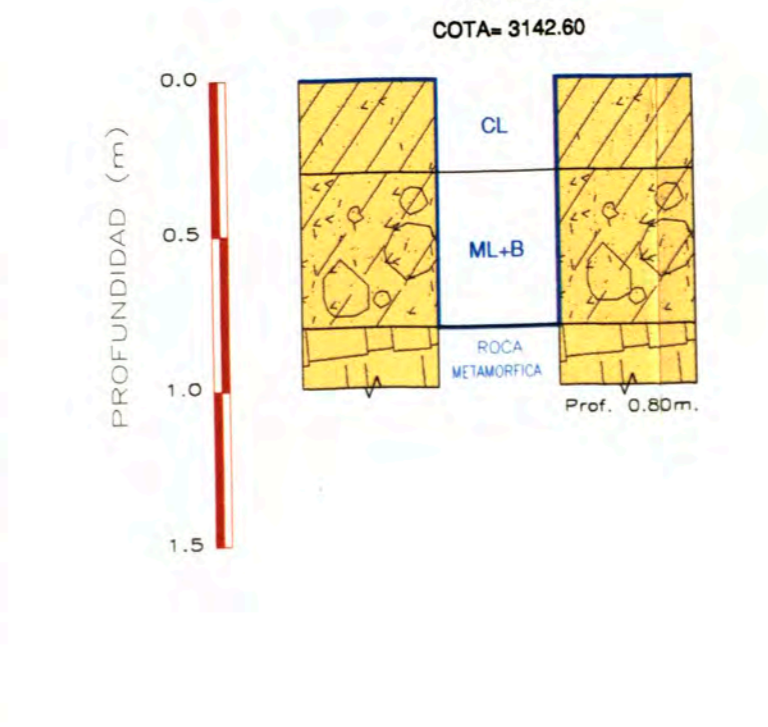 COTA= 3142.60
0.0
CL
0.5
ML+B
PROFUNDIDAD (m)
ROCA
METAMORFICA
1.0
Prof. 0.80m.
1.5